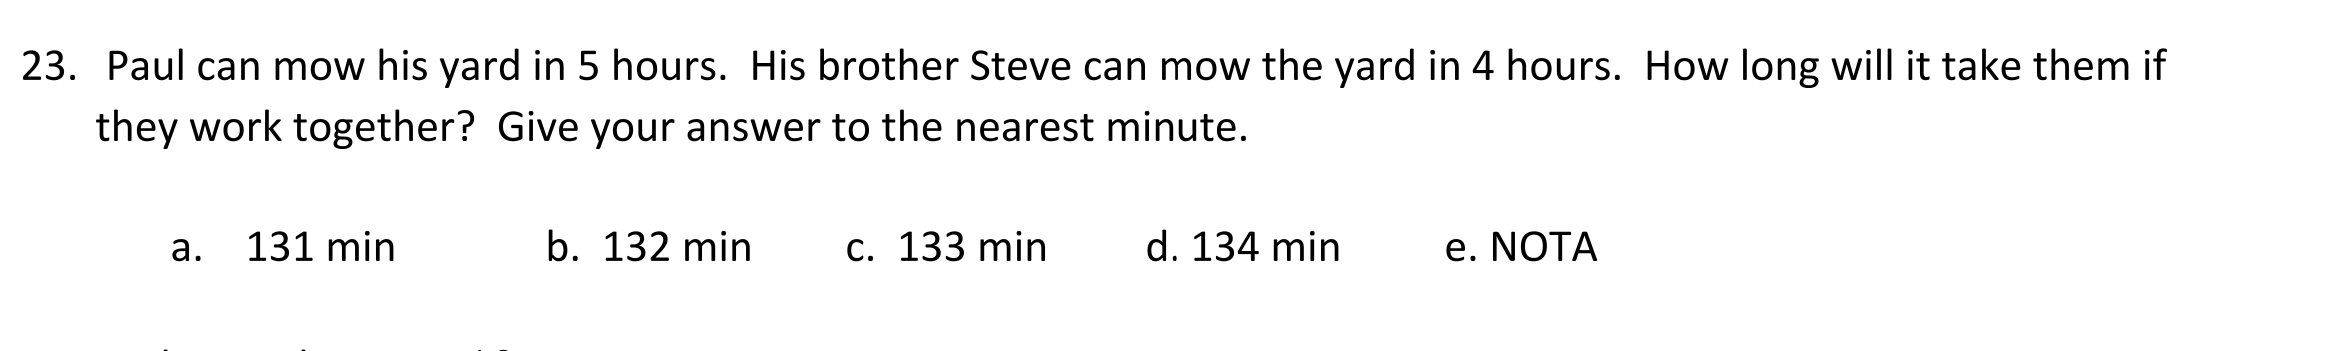 23. Paul can mow his yard in 5 hours. His brother Steve can mow the yard in 4 hours. How long will it take them if
they work together? Give your answer to the nearest minute.
a. 131 min b. 132 min c. 133 min d. 134 min e. NOTA